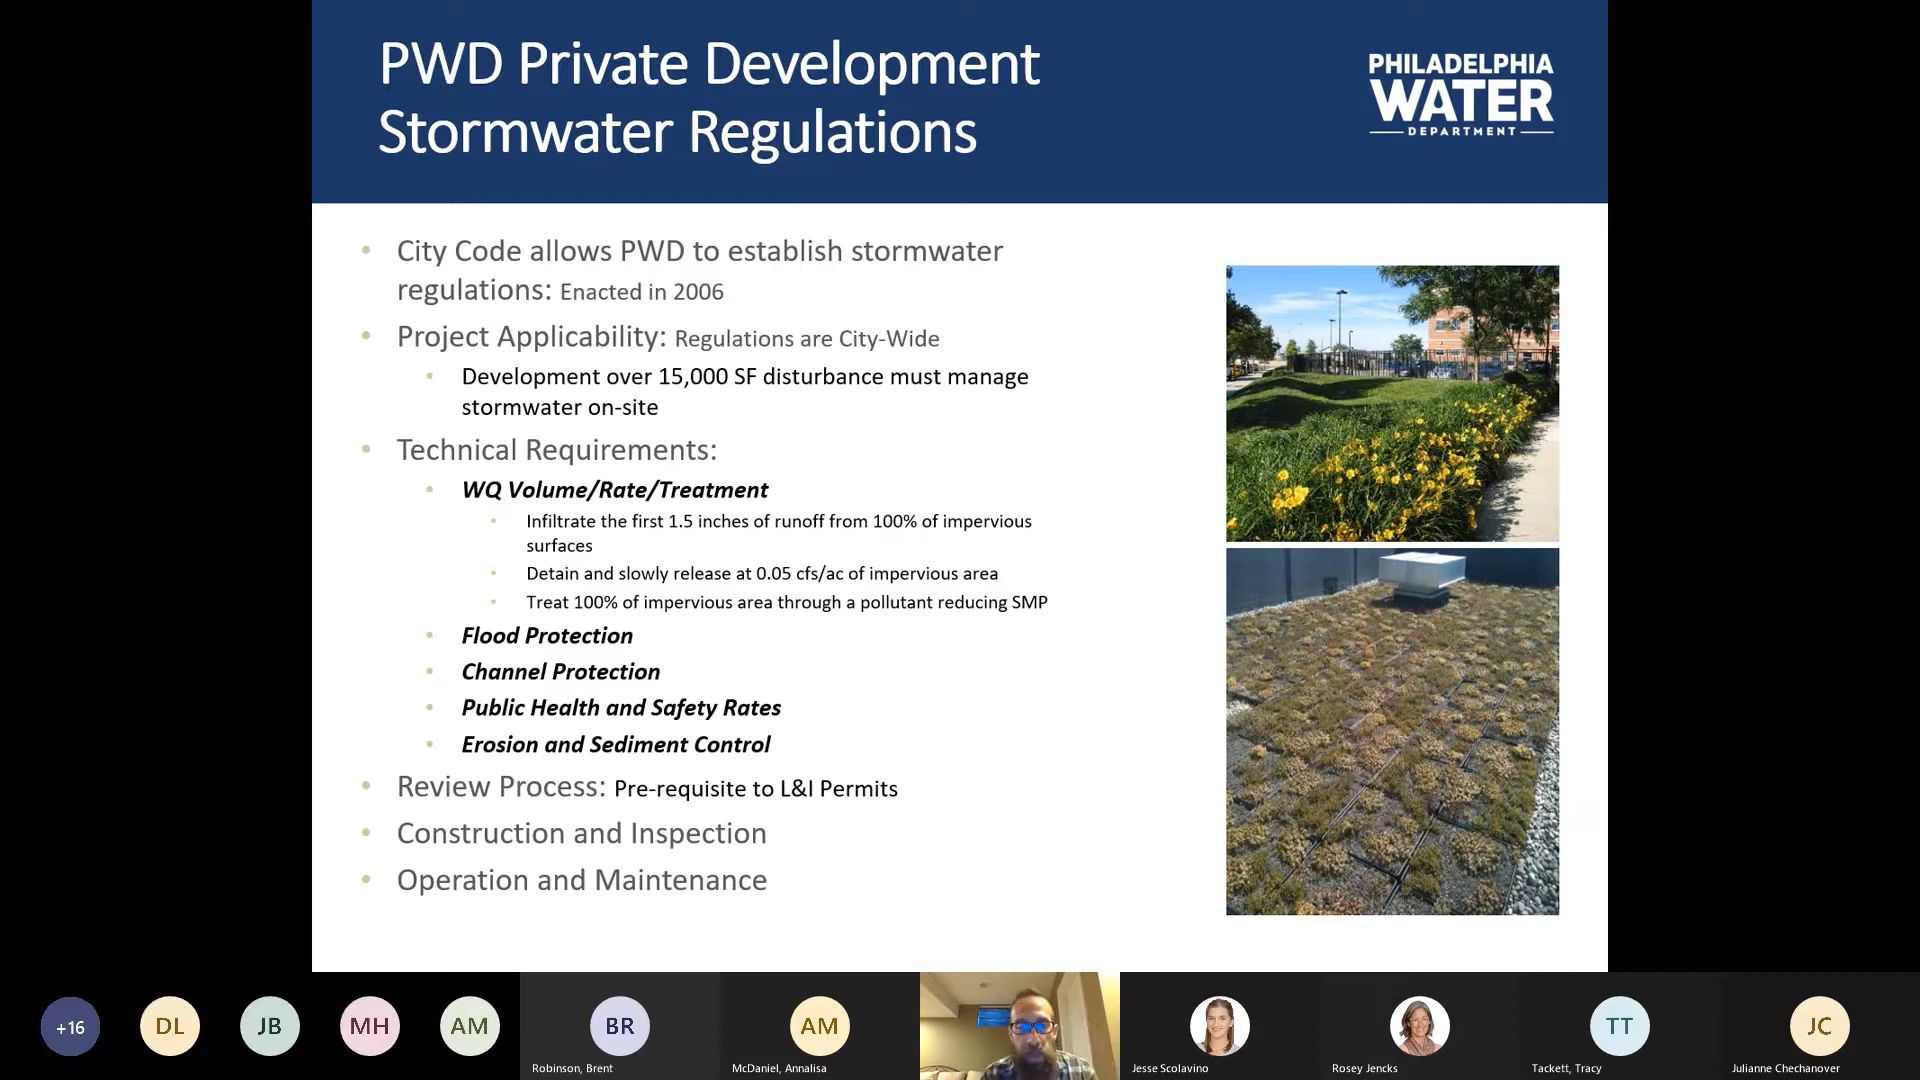 PWD Private Development
Stormwater Regulations
PHILADELPHIA
WATER
DEPARTMENT
• City Code allows PWD to establish stormwater
regulations: Enacted in 2006
• Project Applicability: Regulations are City-Wide
• Development over 15,000 SF disturbance must manage
stormwater on-site
• Technical Requirements:
• WQ Volume/Rate/Treatment
• Infiltrate the first 1.5 inches of runoff from 100% of impervious
surfaces
• Detain and slowly release at 0.05 cfs/ac of impervious area
• Treat 100% of impervious area through a pollutant reducing SMP
• Flood Protection
• Channel Protection
• Public Health and Safety Rates
• Erosion and Sediment Control
• Review Process: Pre-requisite to L&I Permits
• Construction and Inspection
• Operation and Maintenance
+16
DL
JB
MH
AM
BR
Robinson, Brent
AM
McDaniel, Annalisa
Jesse Scolavino
Rosey Jencks
TT
Tackett, Tracy
JC
Julianne Chechanover